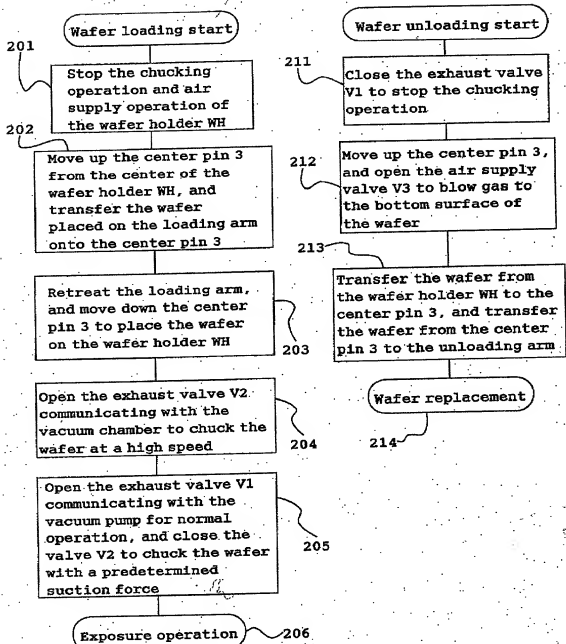 Wafer loading start
201
Stop the chucking
operation and air
supply operation of
the wafer holder WH
202
Move up the center pin 3
from the center of the
wafer holder WH, and
transfer the wafer
placed on the loading arm
onto the center pin 3
Retreat the loading arm,
and move down the center
pin 3 to place the wafer
on the wafer holder WH
203
Open the exhaust valve V2
communicating with the
vacuum chamber to chuck the
wafer at a high speed
204
Open the exhaust valve V1
communicating with the
vacuum pump for normal
operation, and close the
valve V2 to chuck the wafer
with a predetermined
suction force
205
Exposure operation
206
Wafer unloading start
211
Close the exhaust valve
V1 to stop the chucking
operation
212
Move up the center pin 3,
and open the air supply
valve V3 to blow gas to
the bottom surface of
the wafer
213
Transfer the wafer from
the wafer holder WH to the
center pin 3, and transfer
the wafer from the center
pin 3 to the unloading arm
Wafer replacement
214